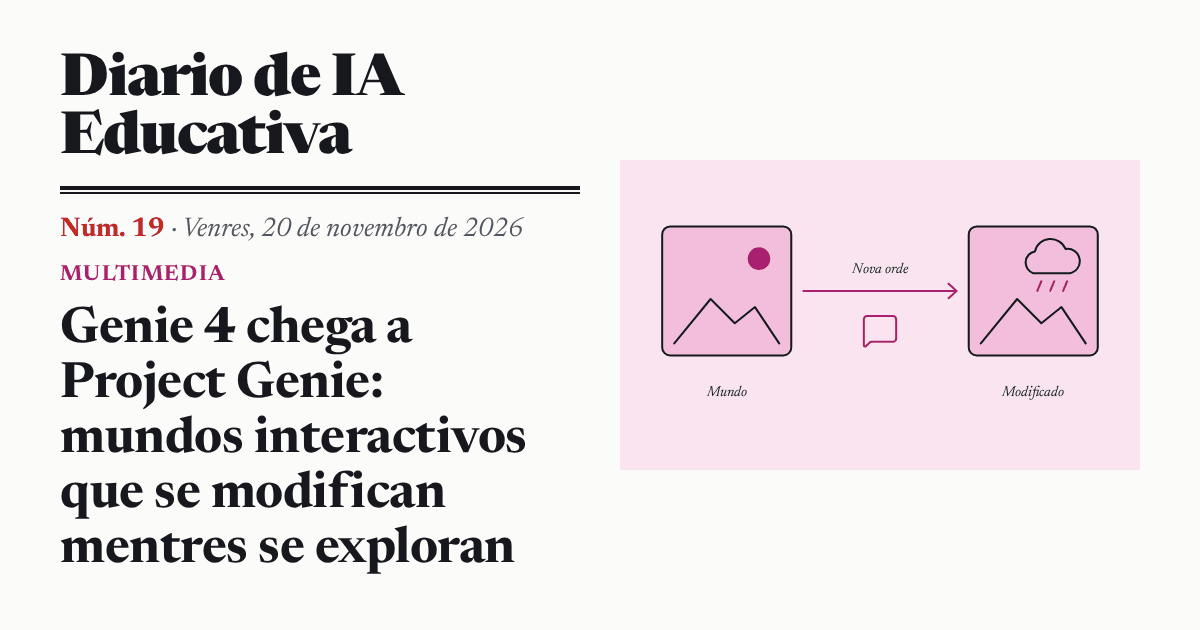 Diario de IA
Educativa
Núm. 19 · Venres, 20 de novembro de 2026
MULTIMEDIA
Genie 4 chega a
Project Genie:
mundos interactivos
que se modifican
mentres se exploran
Nova orde
Mundo
Modificado